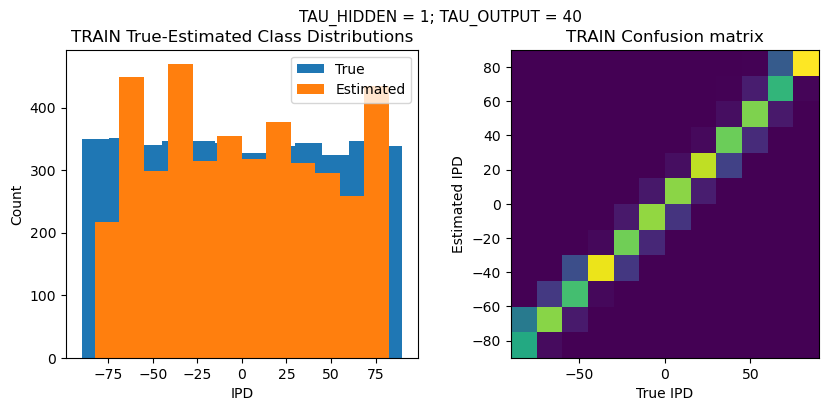 TAU_HIDDEN = 1; TAU_OUTPUT = 40
TRAIN True-Estimated Class Distributions
True
Estimated
400
300
200
100
0
Count
−75
−50
−25
0
25
50
75
IPD
TRAIN Confusion matrix
80
60
40
20
0
−20
−40
−60
−80
Estimated IPD
−50
0
50
True IPD